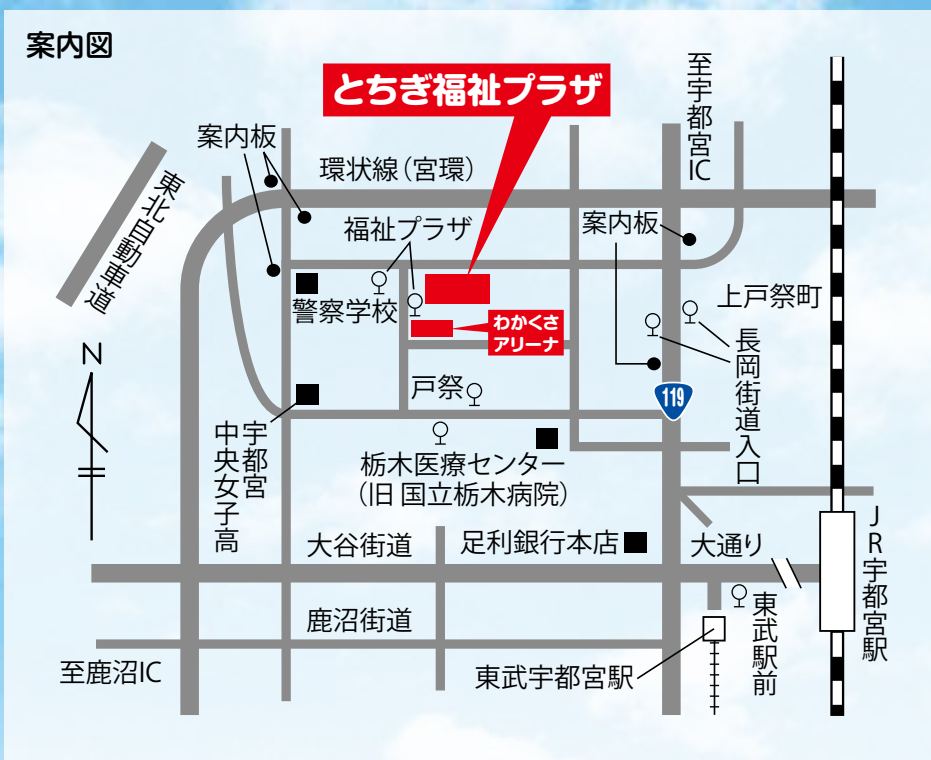 案内図
とちぎ福祉プラザ
至宇都宮IC
案内板
環状線(宮環)
東北自動車道
福祉プラザ
案内板
警察学校
上戸祭町
わかくさ
アリーナ
長岡街道入口
N
戸祭
119
宇都宮
中央女子高
栃木医療センター
(旧 国立栃木病院)
大谷街道
足利銀行本店
大通り
JR宇都宮駅
東武駅前
鹿沼街道
至鹿沼IC
東武宇都宮駅